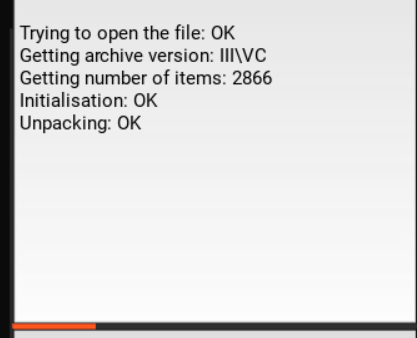 Trying to open the file: OK
Getting archive version: III\VC
Getting number of items: 2866
Initialisation: OK
Unpacking: OK